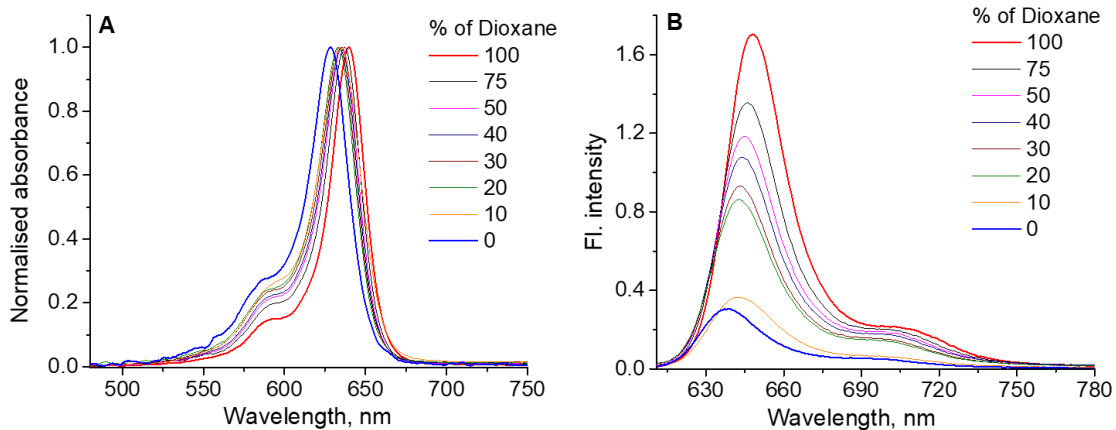 A
Normalised absorbance
1.0
0.8
0.6
0.4
0.2
0.0
500 550 600 650 700 750
Wavelength, nm
% of Dioxane
100
75
50
40
30
20
10
0
B
Fl. intensity
1.6
1.2
0.8
0.4
0.0
630 660 690 720 750 780
Wavelength, nm
% of Dioxane
100
75
50
40
30
20
10
0